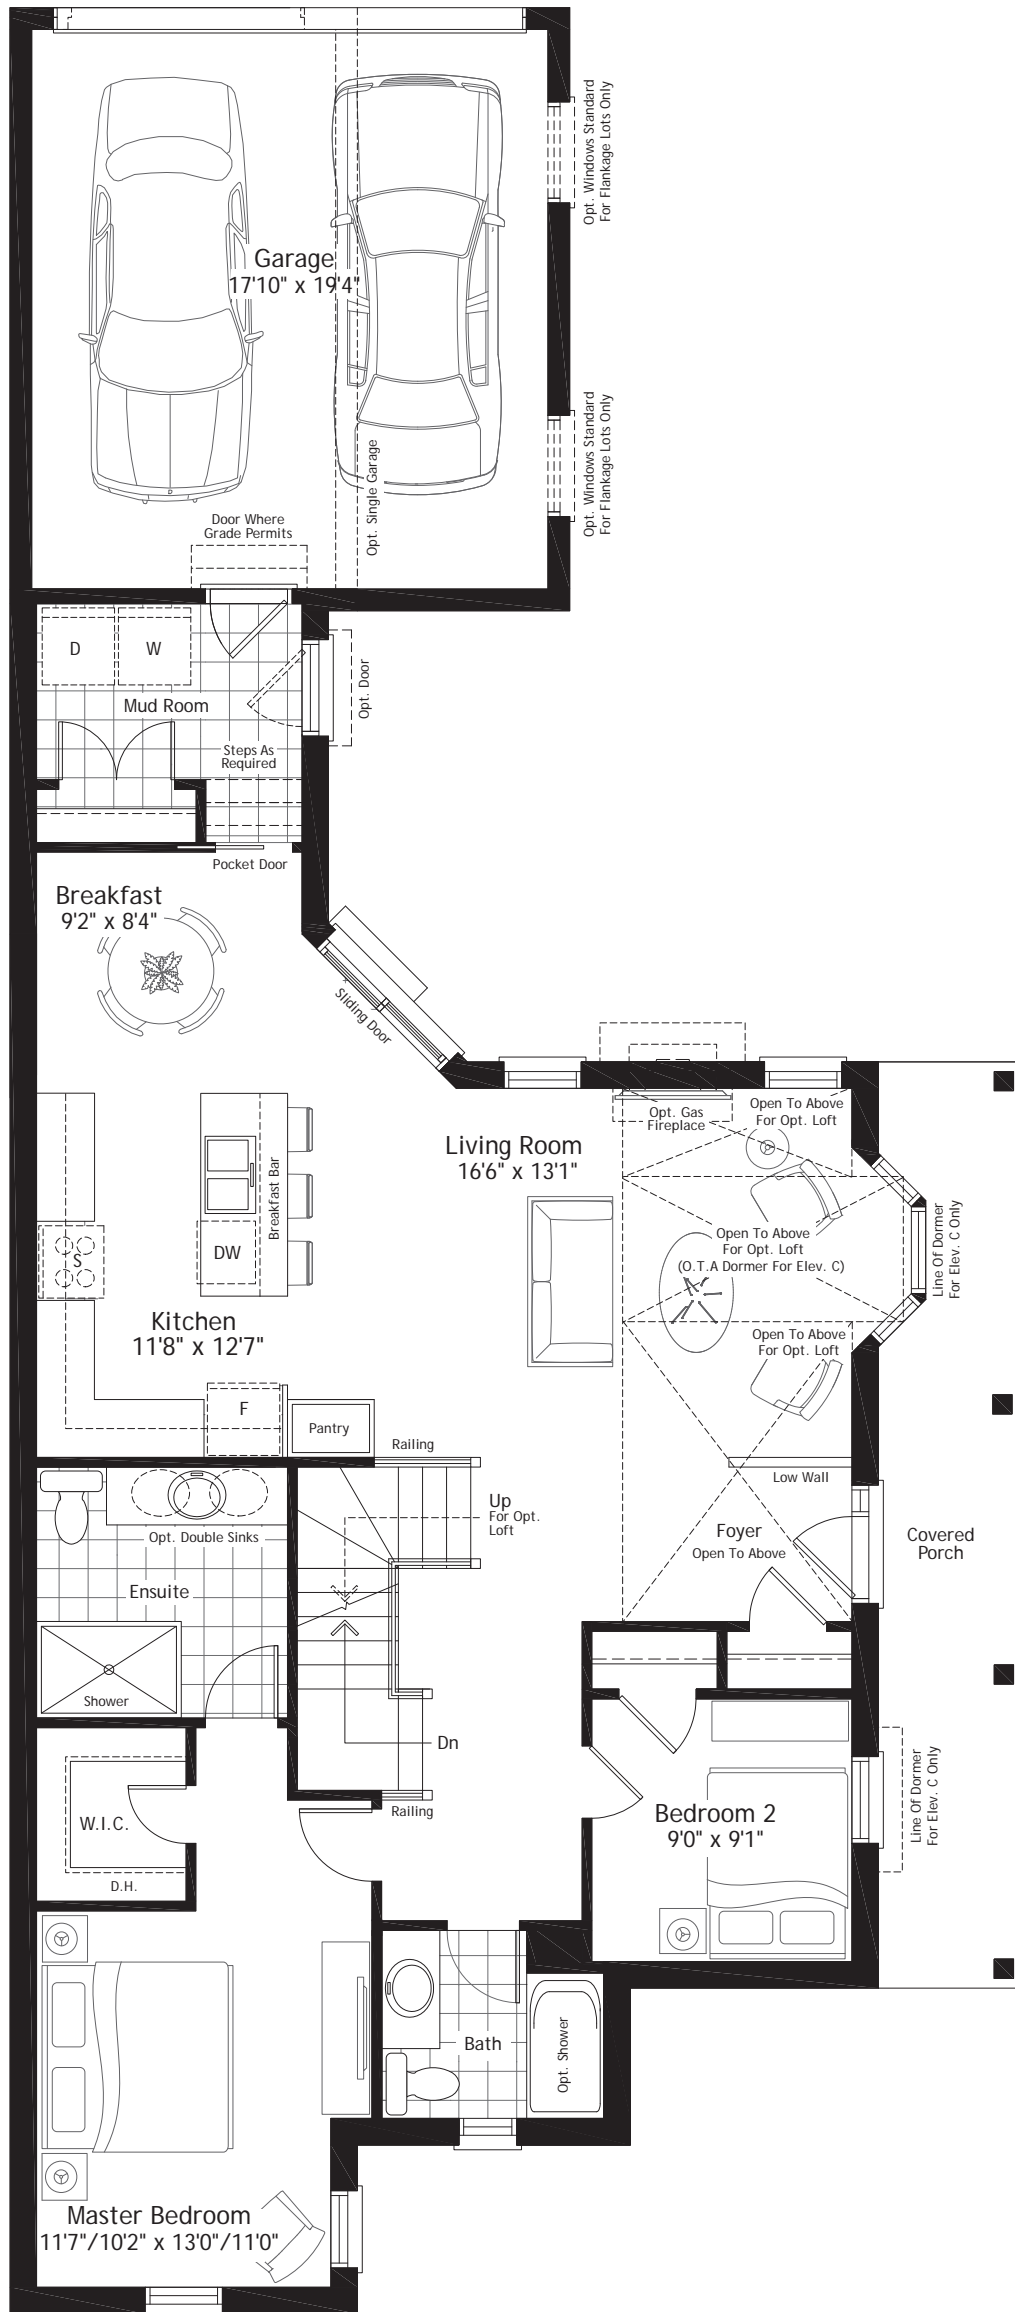 Opt. Windows Standard
For Flankage Lots Only
Garage
17'10" x 19'4"
Opt. Windows Standard
For Flankage Lots Only
Opt. Single Garage
Door Where
Grade Permits
D
W
Mud Room
Opt. Door
Steps As
Required
Pocket Door
Breakfast
9'2" x 8'4"
Sliding Door
Opt. Gas
Fireplace
Open To Above
For Opt. Loft
Living Room
16'6" x 13'1"
Breakfast Bar
DW
S
Open To Above
For Opt. Loft
(O.T.A Dormer For Elev. C)
Line Of Dormer
For Elev. C Only
Kitchen
11'8" x 12'7"
Open To Above
For Opt. Loft
F
Pantry
Railing
Low Wall
Up
For Opt.
Loft
Foyer
Open To Above
Covered
Porch
Opt. Double Sinks
Ensuite
Shower
Dn
Railing
W.I.C.
D.H.
Bedroom 2
9'0" x 9'1"
Line Of Dormer
For Elev. C Only
Bath
Opt. Shower
Master Bedroom
11'7"/10'2" x 13'0"/11'0"